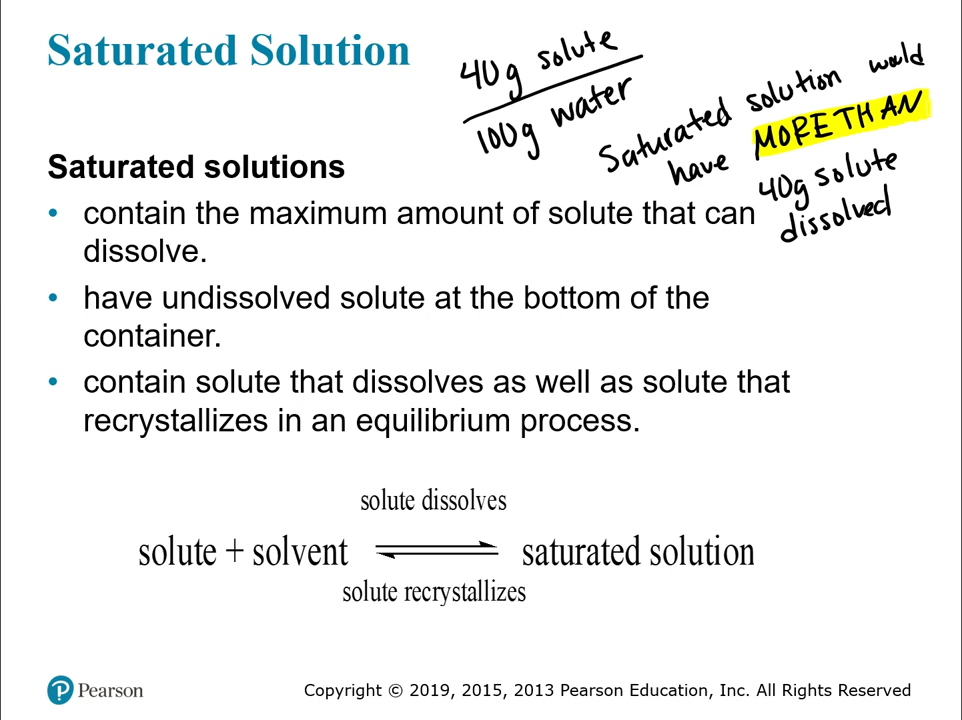 Saturated Solution
40g solute
100g water
Saturated solution would
have MORE THAN
40g solute
dissolved
Saturated solutions
• contain the maximum amount of solute that can
dissolve.
• have undissolved solute at the bottom of the
container.
• contain solute that dissolves as well as solute that
recrystallizes in an equilibrium process.
solute dissolves
solute + solvent ⇌ saturated solution
solute recrystallizes
Pearson
Copyright © 2019, 2015, 2013 Pearson Education, Inc. All Rights Reserved